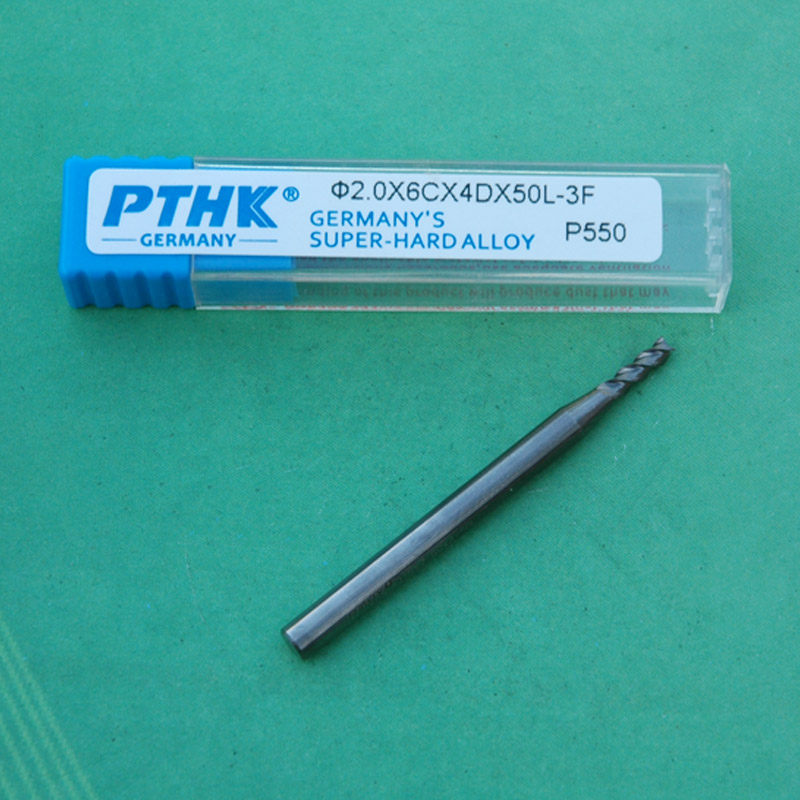 PTHK®
GERMANY
Φ2.0X6CX4DX50L-3F
GERMANY'S
SUPER-HARD ALLOY
P550